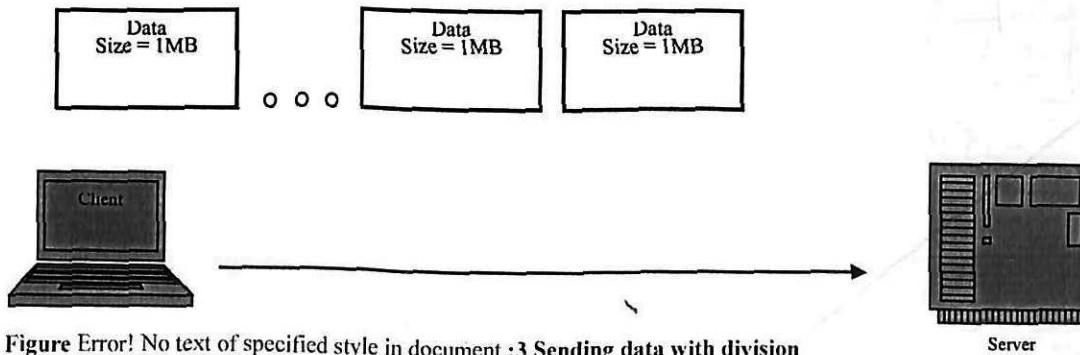 Data
Size = 1MB
Data
Size = 1MB
Data
Size = 1MB
o o o
Client
Server
Figure Error! No text of specified style in document .3 Sending data with division